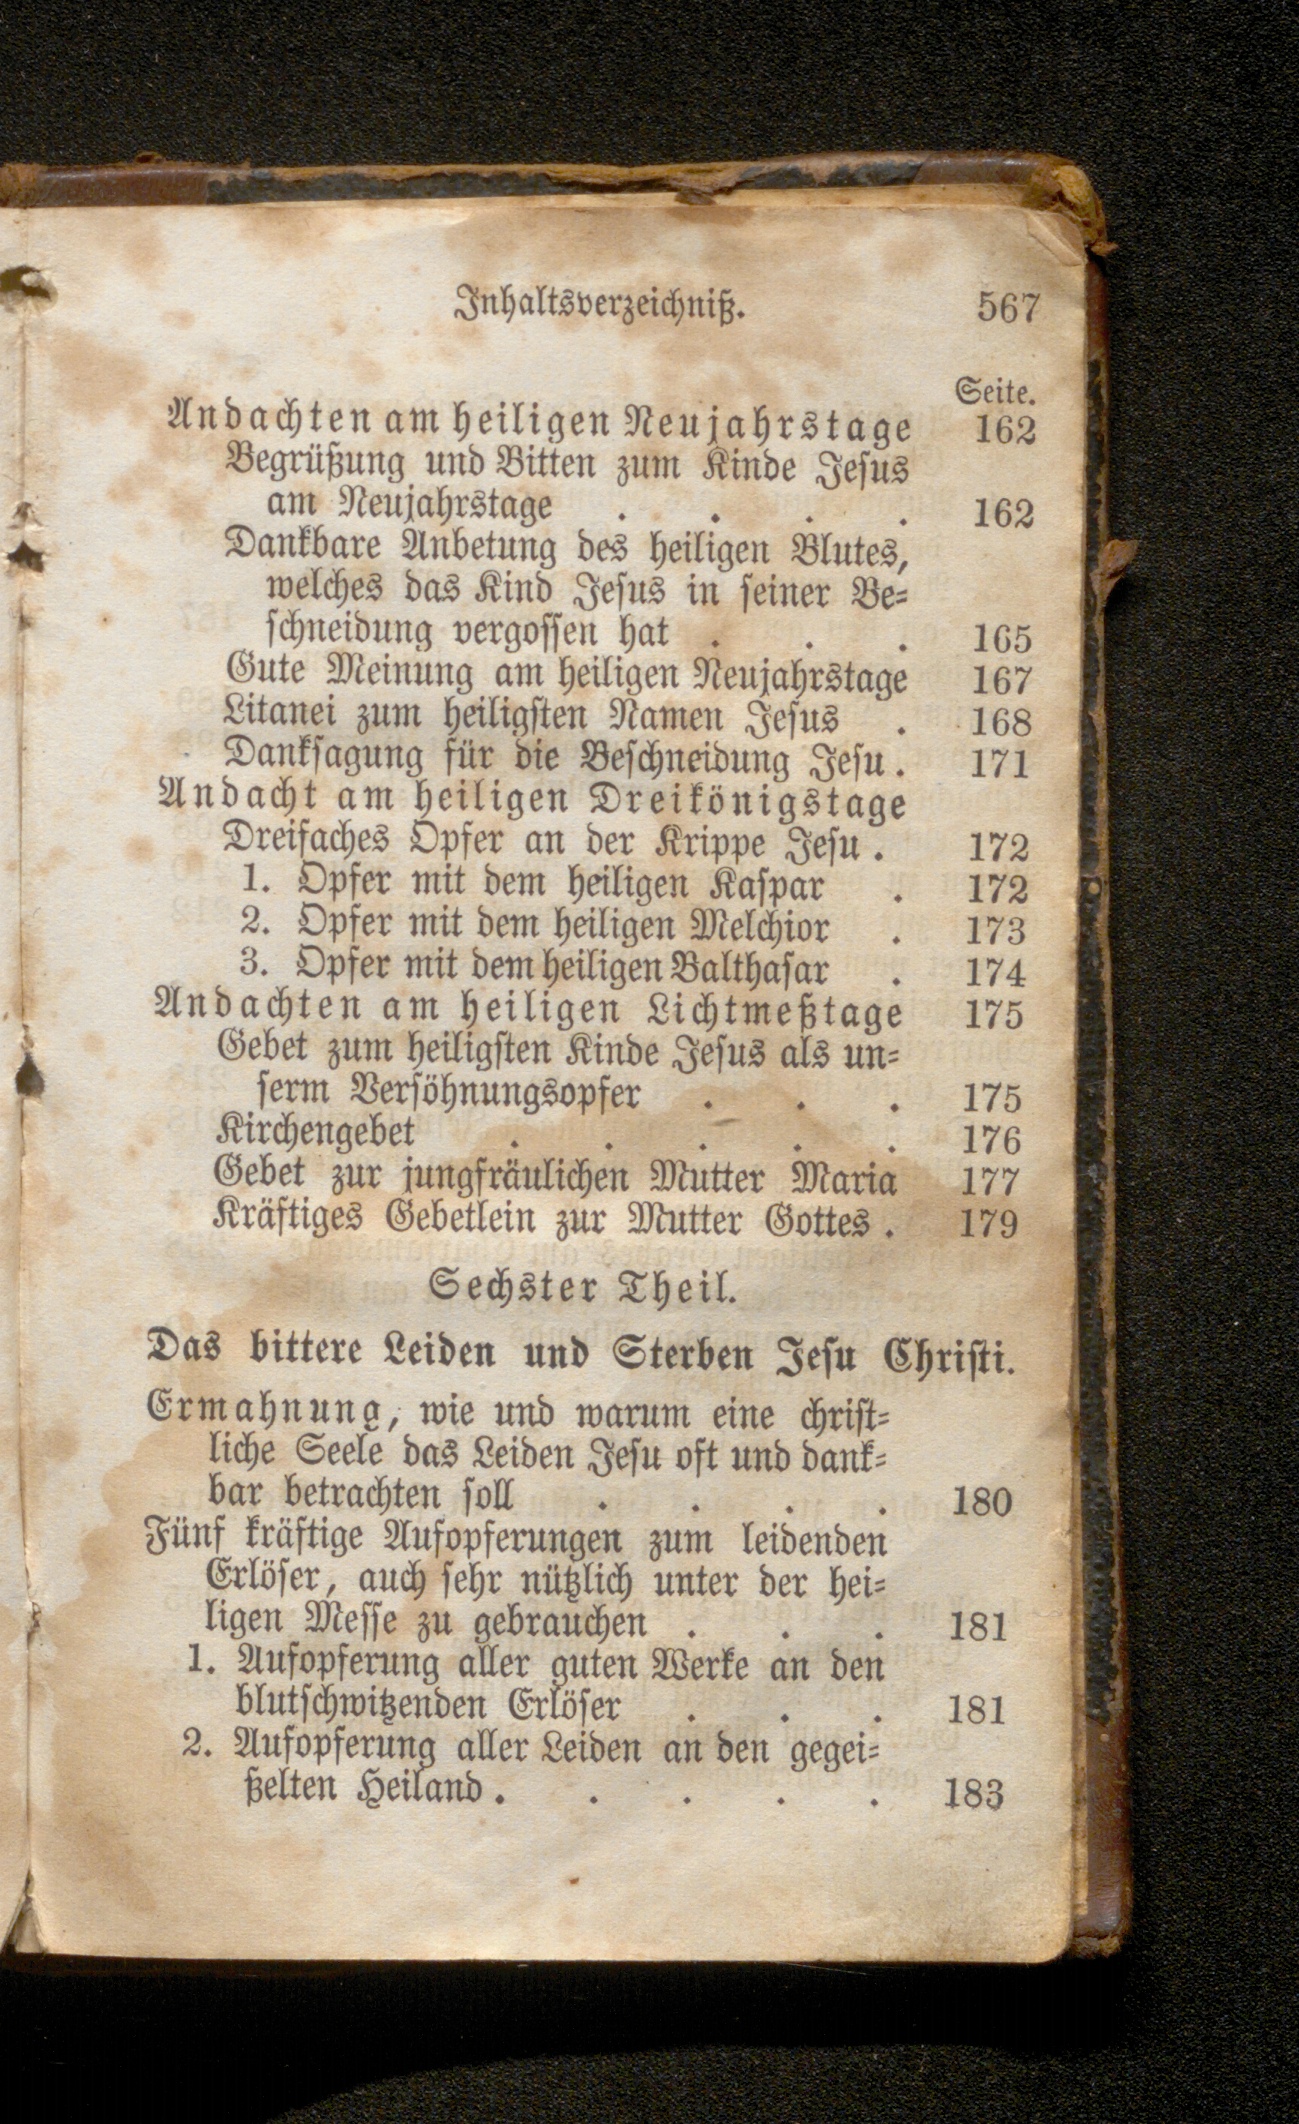 Inhaltsverzeichniß. 567
Seite.
Andachten am heiligen Neujahrstage 162
Begrüßung und Bitten zum Kinde Jesus
am Neujahrstage . . . . 162
Dankbare Anbetung des heiligen Blutes,
welches das Kind Jesus in seiner Be-
schneidung vergossen hat . . . 165
Gute Meinung am heiligen Neujahrstage 167
Litanei zum heiligsten Namen Jesus . 168
Danksagung für die Beschneidung Jesu . 171
Andacht am heiligen Dreikönigstage
Dreifaches Opfer an der Krippe Jesu . 172
1. Opfer mit dem heiligen Kaspar . 172
2. Opfer mit dem heiligen Melchior . 173
3. Opfer mit dem heiligen Balthasar . 174
Andachten am heiligen Lichtmeßtage 175
Gebet zum heiligsten Kinde Jesus als un-
serm Versöhnungsopfer . . . 175
Kirchengebet . . . . . 176
Gebet zur jungfräulichen Mutter Maria 177
Kräftiges Gebetlein zur Mutter Gottes . 179
Sechster Theil.
Das bittere Leiden und Sterben Jesu Christi.
Ermahnung, wie und warum eine christ-
liche Seele das Leiden Jesu oft und dank-
bar betrachten soll . . . . 180
Fünf kräftige Aufopferungen zum leidenden
Erlöser, auch sehr nützlich unter der hei-
ligen Messe zu gebrauchen . . . 181
1. Aufopferung aller guten Werke an den
blutschwitzenden Erlöser . . . 181
2. Aufopferung aller Leiden an den gegei-
ßelten Heiland . . . . . 183